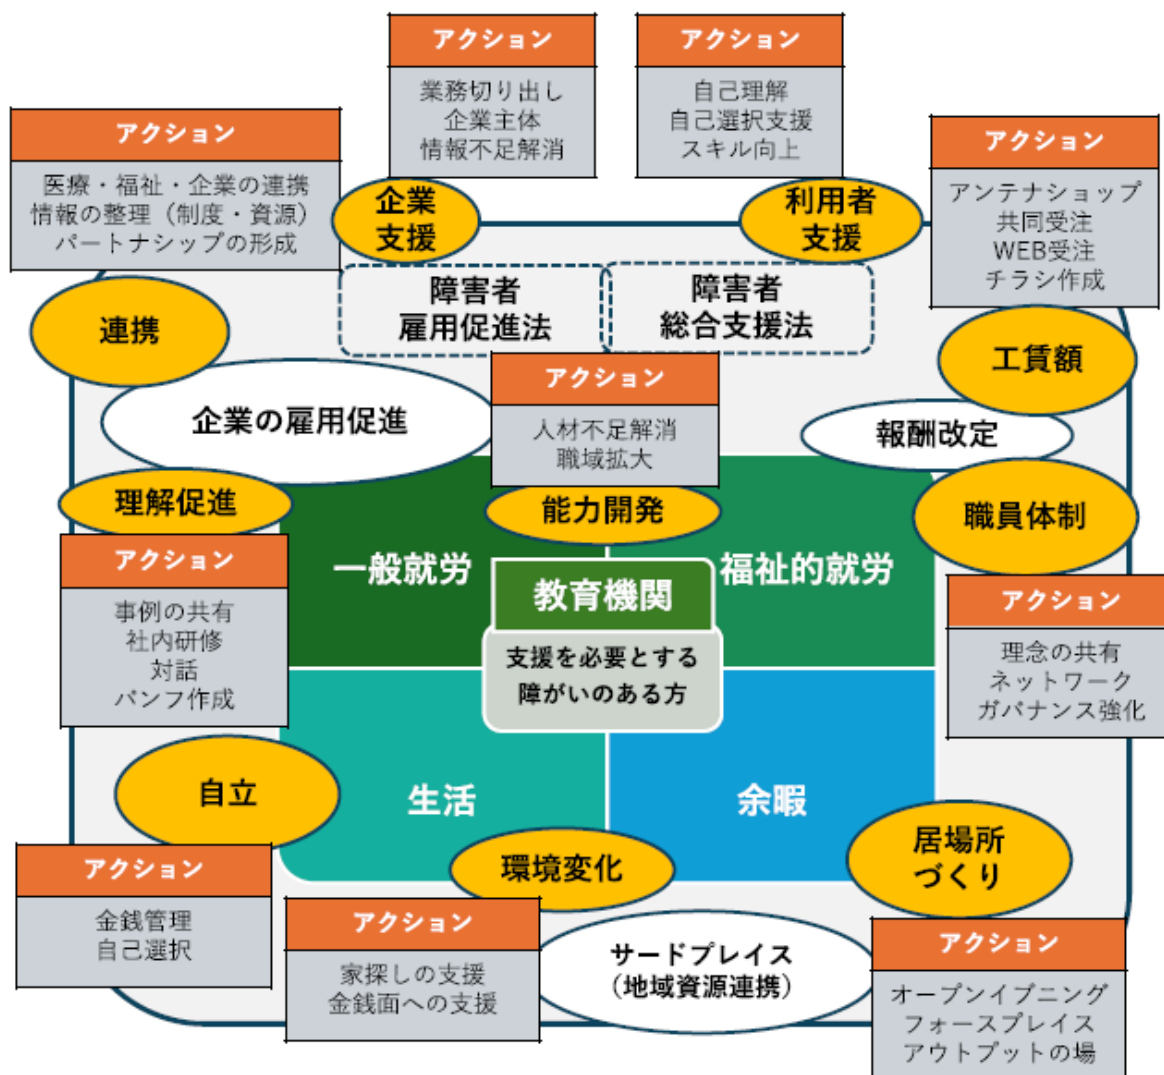 アクション
業務切り出し
企業主体
情報不足解消
アクション
自己理解
自己選択支援
スキル向上
アクション
医療・福祉・企業の連携
情報の整理（制度・資源）
パートナシップの形成
アクション
アンテナショップ
共同受注
WEB受注
チラシ作成
企業
支援
利用者
支援
障害者
雇用促進法
障害者
総合支援法
連携
工賃額
企業の雇用促進
アクション
人材不足解消
職域拡大
報酬改定
理解促進
能力開発
職員体制
一般就労
福祉的就労
教育機関
支援を必要とする
障がいのある方
アクション
事例の共有
社内研修
対話
パンフ作成
アクション
理念の共有
ネットワーク
ガバナンス強化
自立
生活
余暇
居場所
づくり
環境変化
アクション
金銭管理
自己選択
アクション
家探しの支援
金銭面への支援
サードプレイス
（地域資源連携）
アクション
オープンイブニング
フォースプレイス
アウトプットの場